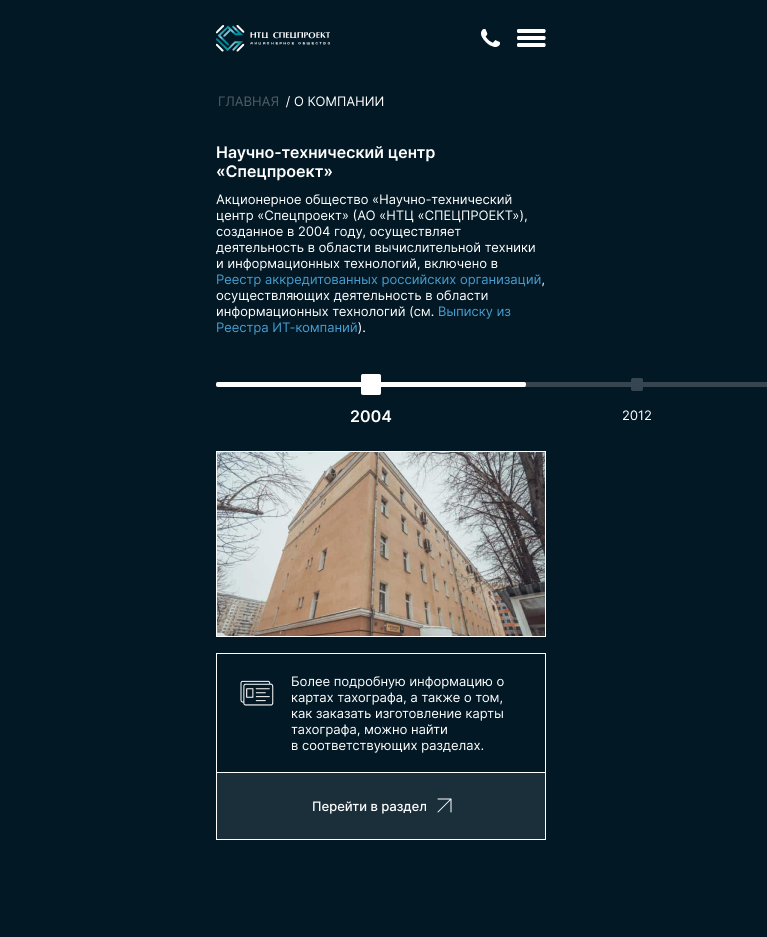 НТЦ СПЕЦПРОЕКТ
АКЦИОНЕРНОЕ ОБЩЕСТВО
ГЛАВНАЯ / О КОМПАНИИ
Научно-технический центр
«Спецпроект»
Акционерное общество «Научно-технический
центр «Спецпроект» (АО «НТЦ «СПЕЦПРОЕКТ»),
созданное в 2004 году, осуществляет
деятельность в области вычислительной техники
и информационных технологий, включено в
Реестр аккредитованных российских организаций,
осуществляющих деятельность в области
информационных технологий (см. Выписку из
Реестра ИТ-компаний).
2004 2012
Более подробную информацию о
картах тахографа, а также о том,
как заказать изготовление карты
тахографа, можно найти
в соответствующих разделах.
Перейти в раздел